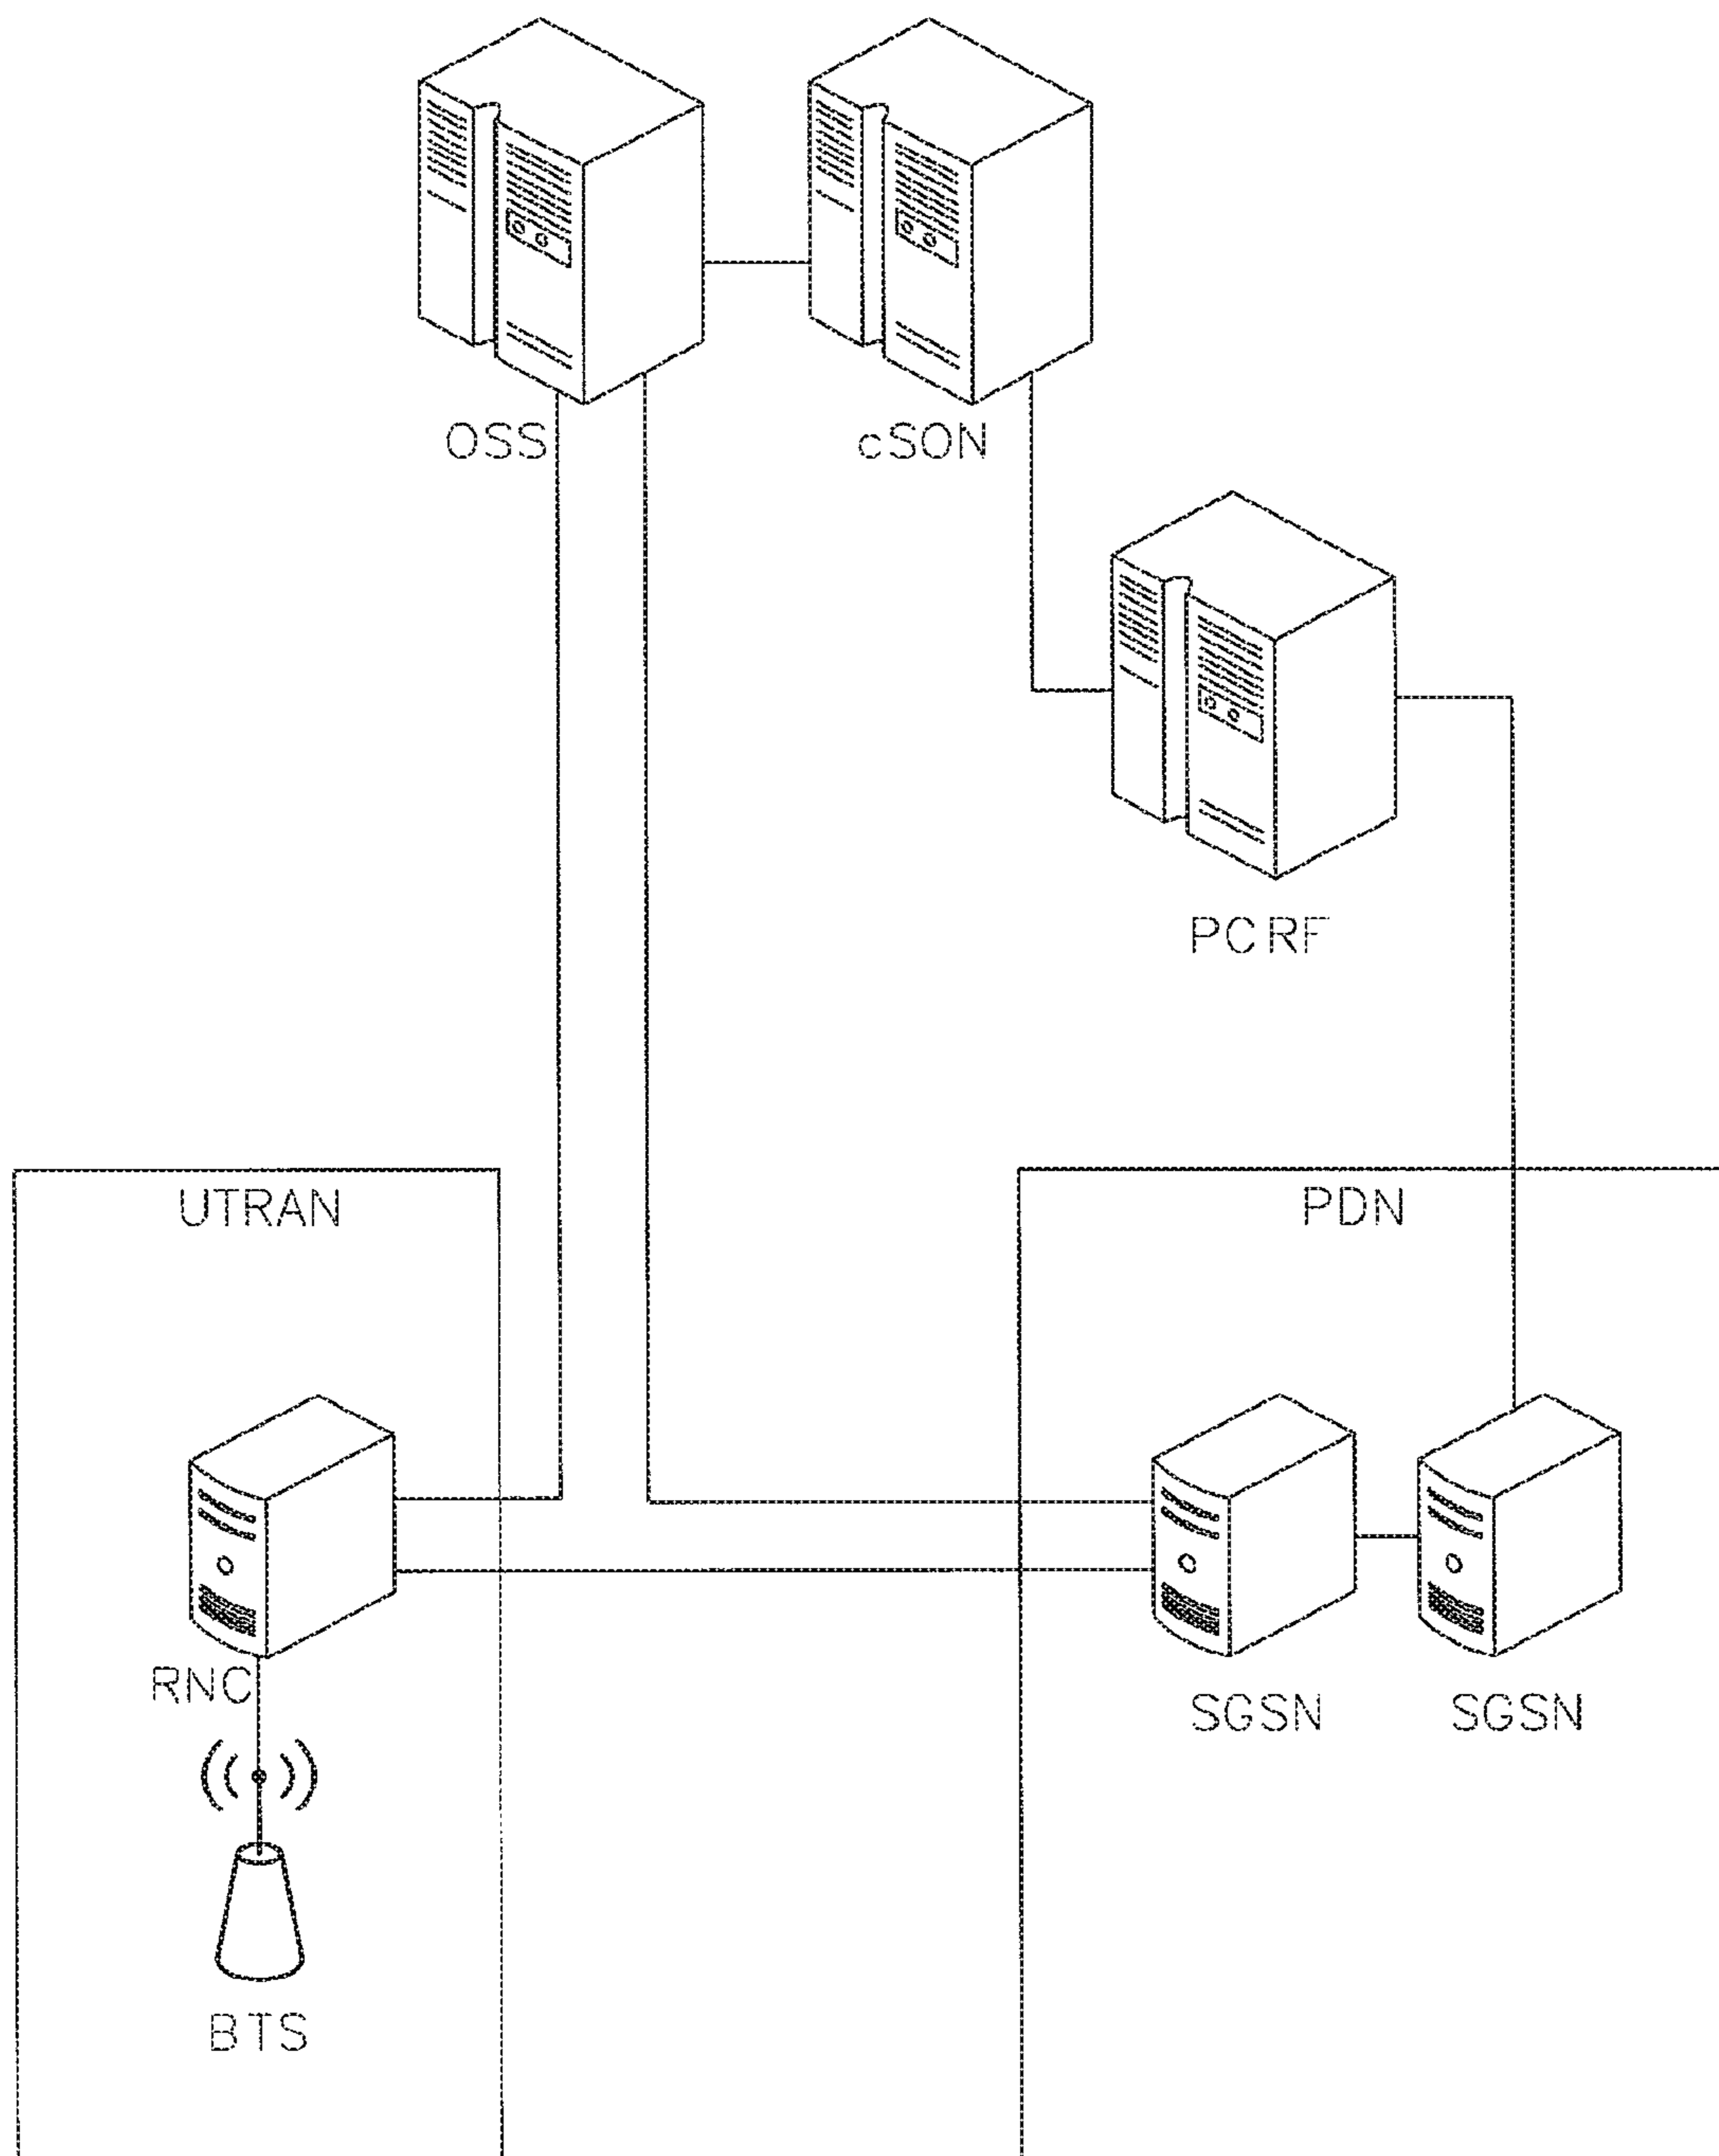 OSS
cSON
PCRF
UTRAN
PDN
RNC
SGSN
SGSN
BTS